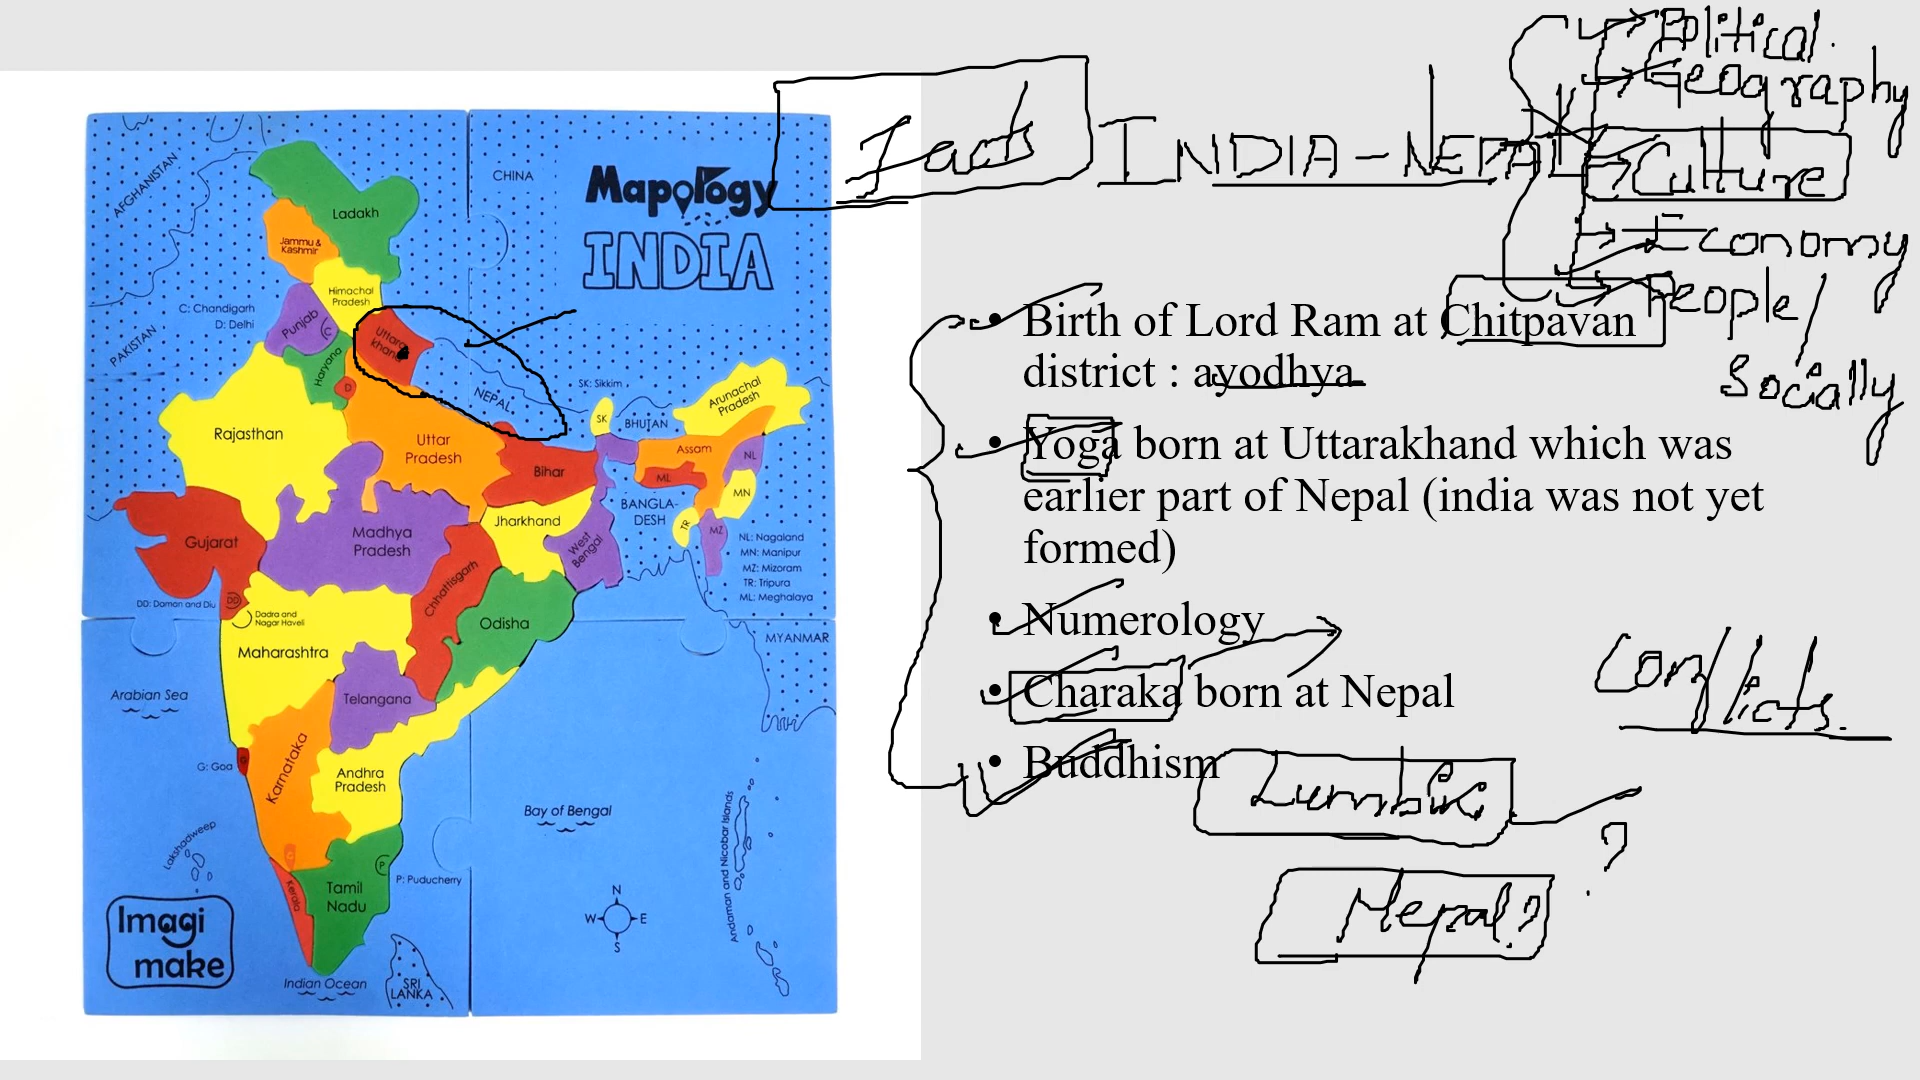 Political.
Geography
Facts INDIA - NEPAL Culture
Economy
People/
Socially
• Birth of Lord Ram at Chitpavan
district : ayodhya
• Yoga born at Uttarakhand which was
earlier part of Nepal (india was not yet
formed)
• Numerology
• Charaka born at Nepal
• Buddhism
Lumbini
?
Nepal?
Conflicts.
AFGHANISTAN
CHINA
Mapology
INDIA
Ladakh
Jammu &
Kashmir
Himachal
Pradesh
C: Chandigarh
D: Delhi
Punjab
C
PAKISTAN
Uttara
khand
Haryana
D
NEPAL
SK: Sikkim
SK
BHUTAN
Arunachal
Pradesh
Rajasthan
Uttar
Pradesh
Bihar
Assam
NL
ML
MN
BANGLA-
DESH
TR
MZ
Gujarat
Madhya
Pradesh
Jharkhand
West
Bengal
NL: Nagaland
MN: Manipur
MZ: Mizoram
TR: Tripura
ML: Meghalaya
DD: Daman and Diu
DD
Dadra and
Nagar Haveli
Chhattisgarh
Odisha
MYANMAR
Maharashtra
Telangana
Arabian Sea
G: Goa
G
Karnataka
Andhra
Pradesh
Bay of Bengal
Andaman and Nicobar Islands
Lakshadweep
Kerala
Tamil
Nadu
P
P: Puducherry
N
W E
S
Imagi
make
Indian Ocean
SRI
LANKA